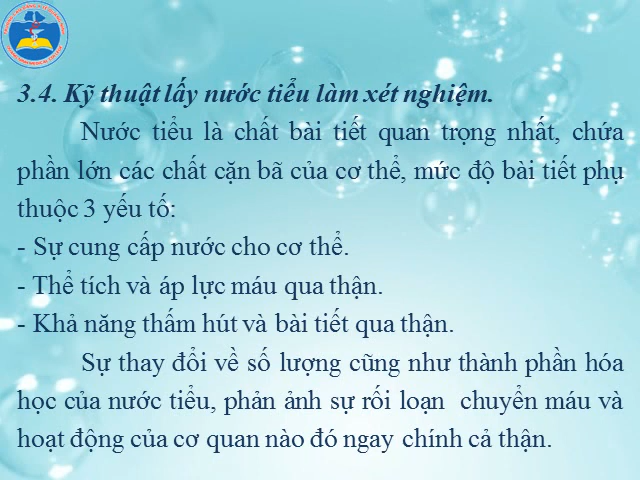 3.4. Kỹ thuật lấy nước tiểu làm xét nghiệm.
Nước tiểu là chất bài tiết quan trọng nhất, chứa
phần lớn các chất cặn bã của cơ thể, mức độ bài tiết phụ
thuộc 3 yếu tố:
- Sự cung cấp nước cho cơ thể.
- Thể tích và áp lực máu qua thận.
- Khả năng thấm hút và bài tiết qua thận.
Sự thay đổi về số lượng cũng như thành phần hóa
học của nước tiểu, phản ảnh sự rối loạn  chuyển máu và
hoạt động của cơ quan nào đó ngay chính cả thận.